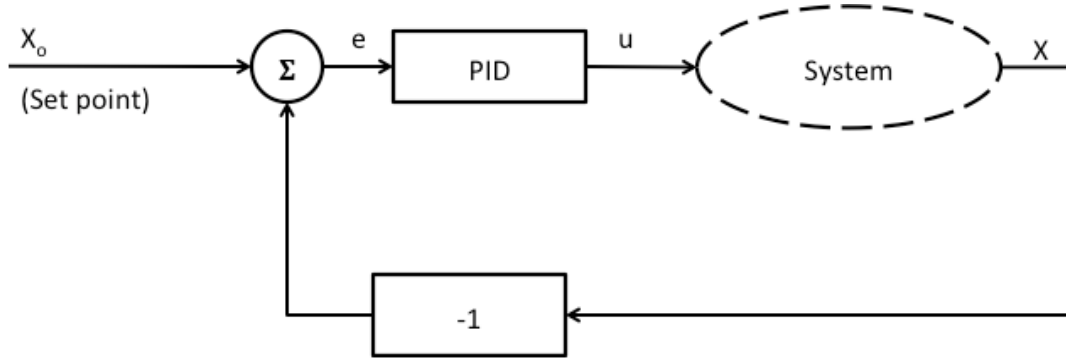 Xₒ
(Set point)
Σ
e
PID
u
System
X
-1